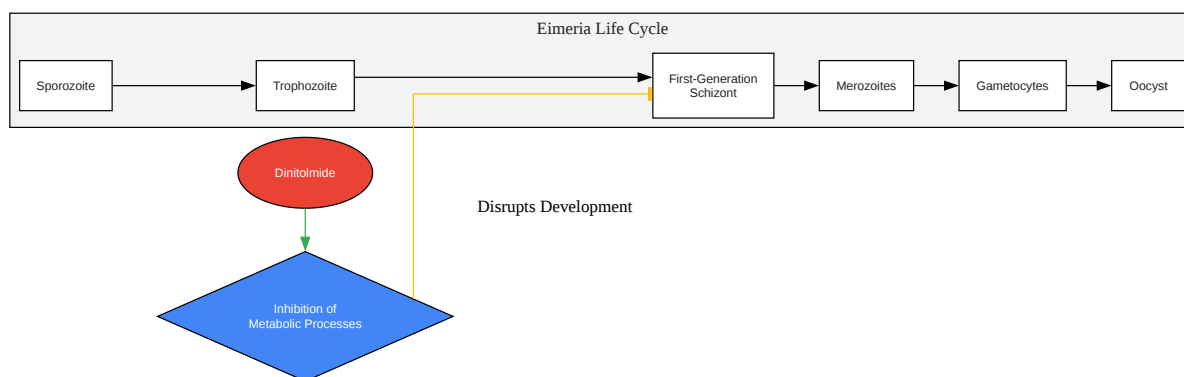 Eimeria Life Cycle
Sporozoite
Trophozoite
First-Generation
Schizont
Merozoites
Gametocytes
Oocyst
Dinitolmide
Disrupts Development
Inhibition of
Metabolic Processes